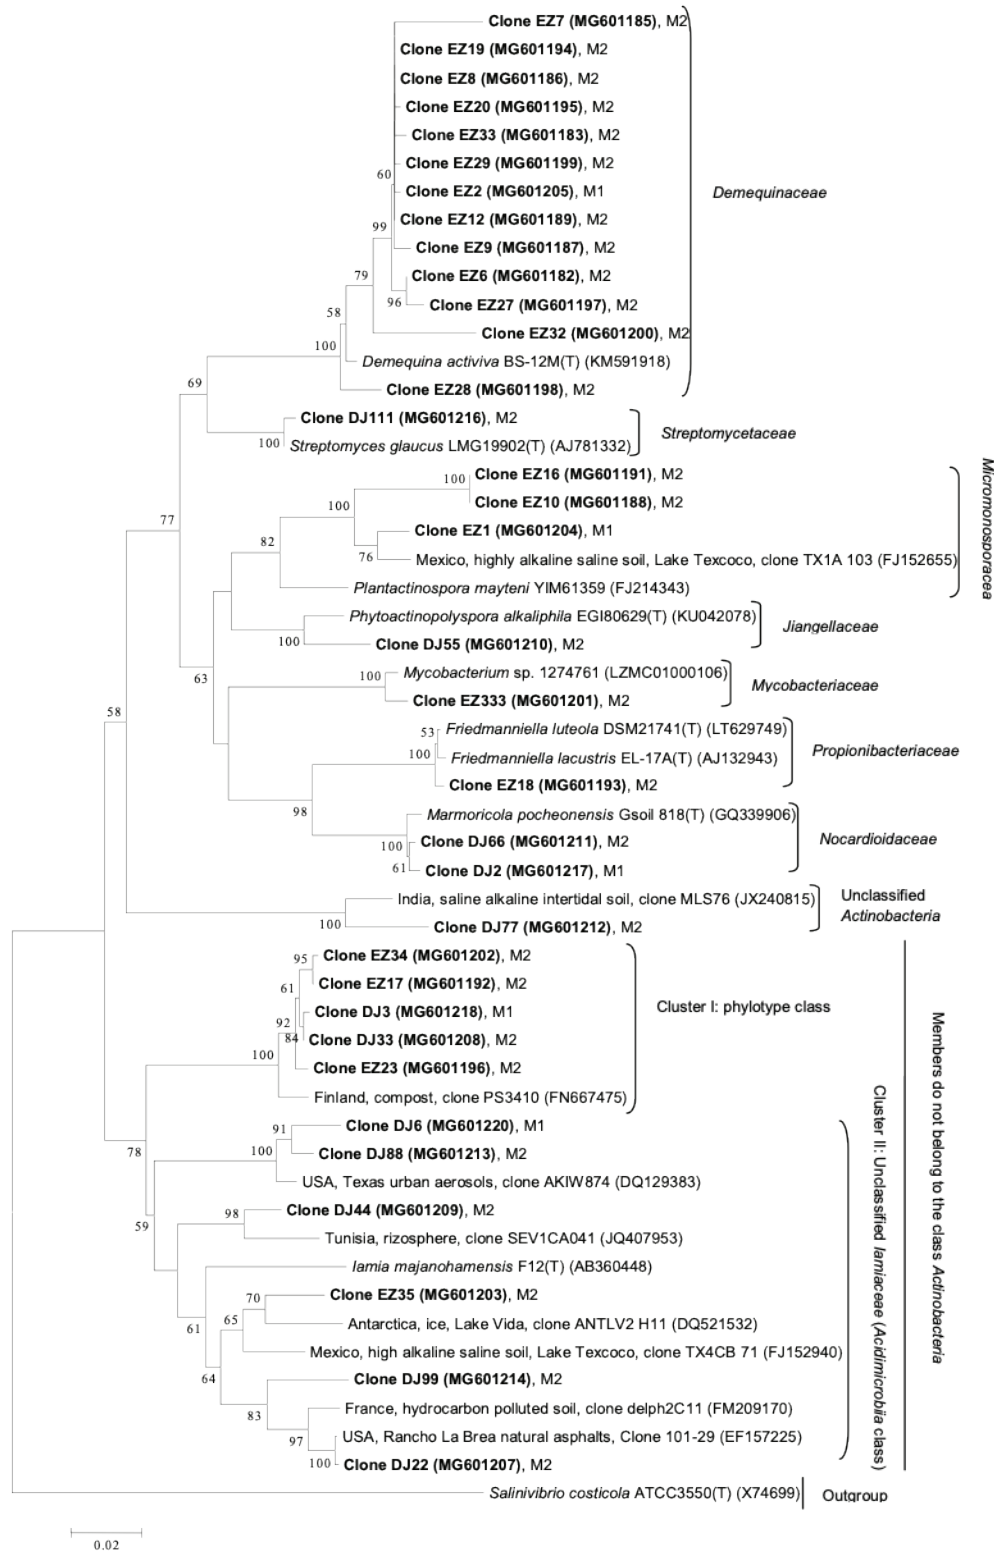 Clone EZ7 (MG601185), M2
Clone EZ19 (MG601194), M2
Clone EZ8 (MG601186), M2
Clone EZ20 (MG601195), M2
Clone EZ33 (MG601183), M2
Clone EZ29 (MG601199), M2
60
Clone EZ2 (MG601205), M1
Demequinaceae
Clone EZ12 (MG601189), M2
99
Clone EZ9 (MG601187), M2
79
Clone EZ6 (MG601182), M2
96
Clone EZ27 (MG601197), M2
58
Clone EZ32 (MG601200), M2
100
Demequina activiva BS-12M(T) (KM591918)
69
Clone EZ28 (MG601198), M2
Clone DJ111 (MG601216), M2
Streptomycetaceae
100
Streptomyces glaucus LMG19902(T) (AJ781332)
100
Clone EZ16 (MG601191), M2
Clone EZ10 (MG601188), M2
Micromonosporacea
100
77
Clone EZ1 (MG601204), M1
82
76
Mexico, highly alkaline saline soil, Lake Texcoco, clone TX1A 103 (FJ152655)
Plantactinospora mayteni YIM61359 (FJ214343)
Phytoactinopolyspora alkaliphila EGI80629(T) (KU042078)
Jiangellaceae
100
Clone DJ55 (MG601210), M2
63
100
Mycobacterium sp. 1274761 (LZMC01000106)
Mycobacteriaceae
Clone EZ333 (MG601201), M2
58
53
Friedmanniella luteola DSM21741(T) (LT629749)
100
Friedmanniella lacustris EL-17A(T) (AJ132943)
Propionibacteriaceae
Clone EZ18 (MG601193), M2
98
Marmoricola pocheonensis Gsoil 818(T) (GQ339906)
100
Clone DJ66 (MG601211), M2
Nocardioidaceae
61
Clone DJ2 (MG601217), M1
India, saline alkaline intertidal soil, clone MLS76 (JX240815)
Unclassified
Actinobacteria
100
Clone DJ77 (MG601212), M2
95
Clone EZ34 (MG601202), M2
61
Clone EZ17 (MG601192), M2
Cluster I: phylotype class
92
Clone DJ3 (MG601218), M1
84
Clone DJ33 (MG601208), M2
100
Clone EZ23 (MG601196), M2
Finland, compost, clone PS3410 (FN667475)
Members do not belong to the class Actinobacteria
91
Clone DJ6 (MG601220), M1
78
100
Clone DJ88 (MG601213), M2
USA, Texas urban aerosols, clone AKIW874 (DQ129383)
Cluster II: Unclassified Iamiaceae (Acidimicrobiia class)
59
98
Clone DJ44 (MG601209), M2
Tunisia, rizosphere, clone SEV1CA041 (JQ407953)
Iamia majanohamensis F12(T) (AB360448)
70
Clone EZ35 (MG601203), M2
61
65
Antarctica, ice, Lake Vida, clone ANTLV2 H11 (DQ521532)
Mexico, high alkaline saline soil, Lake Texcoco, clone TX4CB 71 (FJ152940)
64
Clone DJ99 (MG601214), M2
83
France, hydrocarbon polluted soil, clone delph2C11 (FM209170)
97
USA, Rancho La Brea natural asphalts, Clone 101-29 (EF157225)
100
Clone DJ22 (MG601207), M2
Salinivibrio costicola ATCC3550(T) (X74699)
Outgroup
0.02